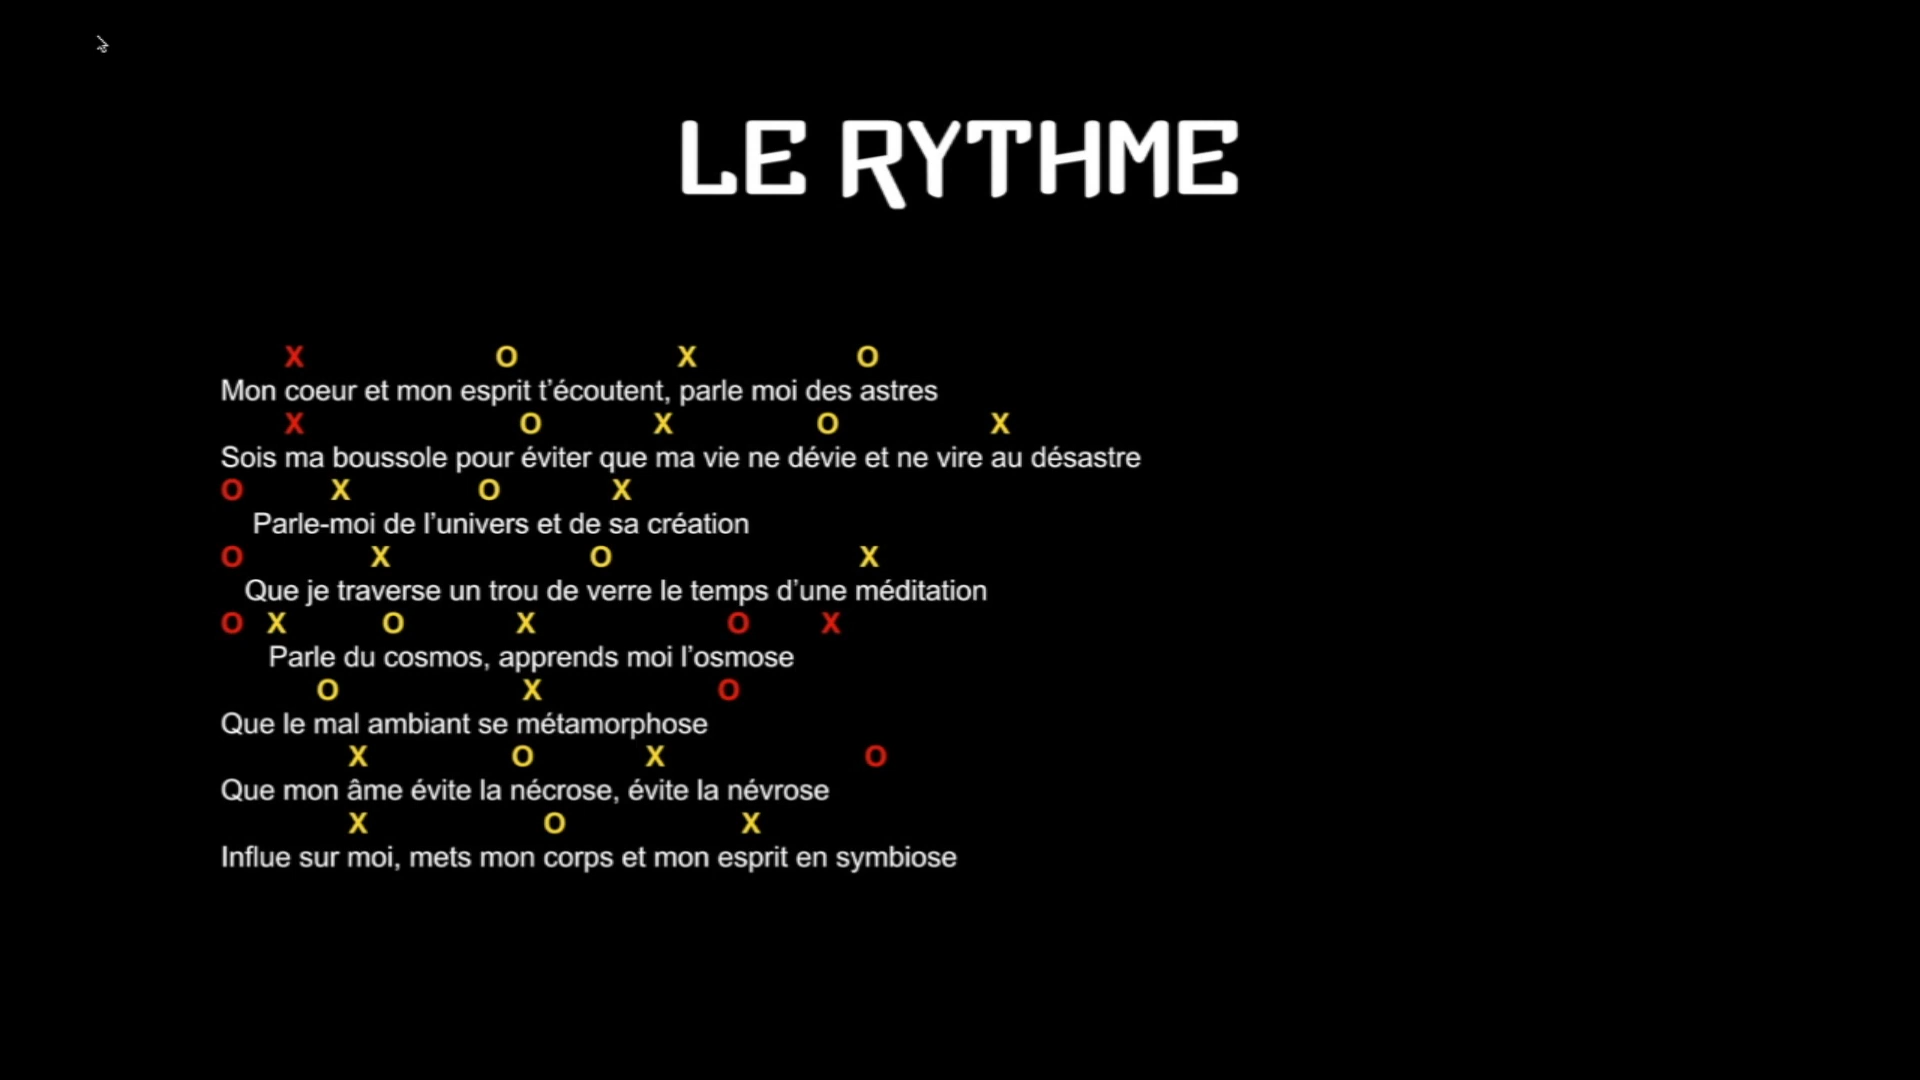 LE RYTHME
X O X O
Mon coeur et mon esprit t’écoutent, parle moi des astres
X O X O X
Sois ma boussole pour éviter que ma vie ne dévie et ne vire au désastre
O X O X
Parle-moi de l’univers et de sa création
O X O X
Que je traverse un trou de verre le temps d’une méditation
O X O X O X
Parle du cosmos, apprends moi l’osmose
O X O
Que le mal ambiant se métamorphose
X O X O
Que mon âme évite la nécrose, évite la névrose
X O X
Influe sur moi, mets mon corps et mon esprit en symbiose